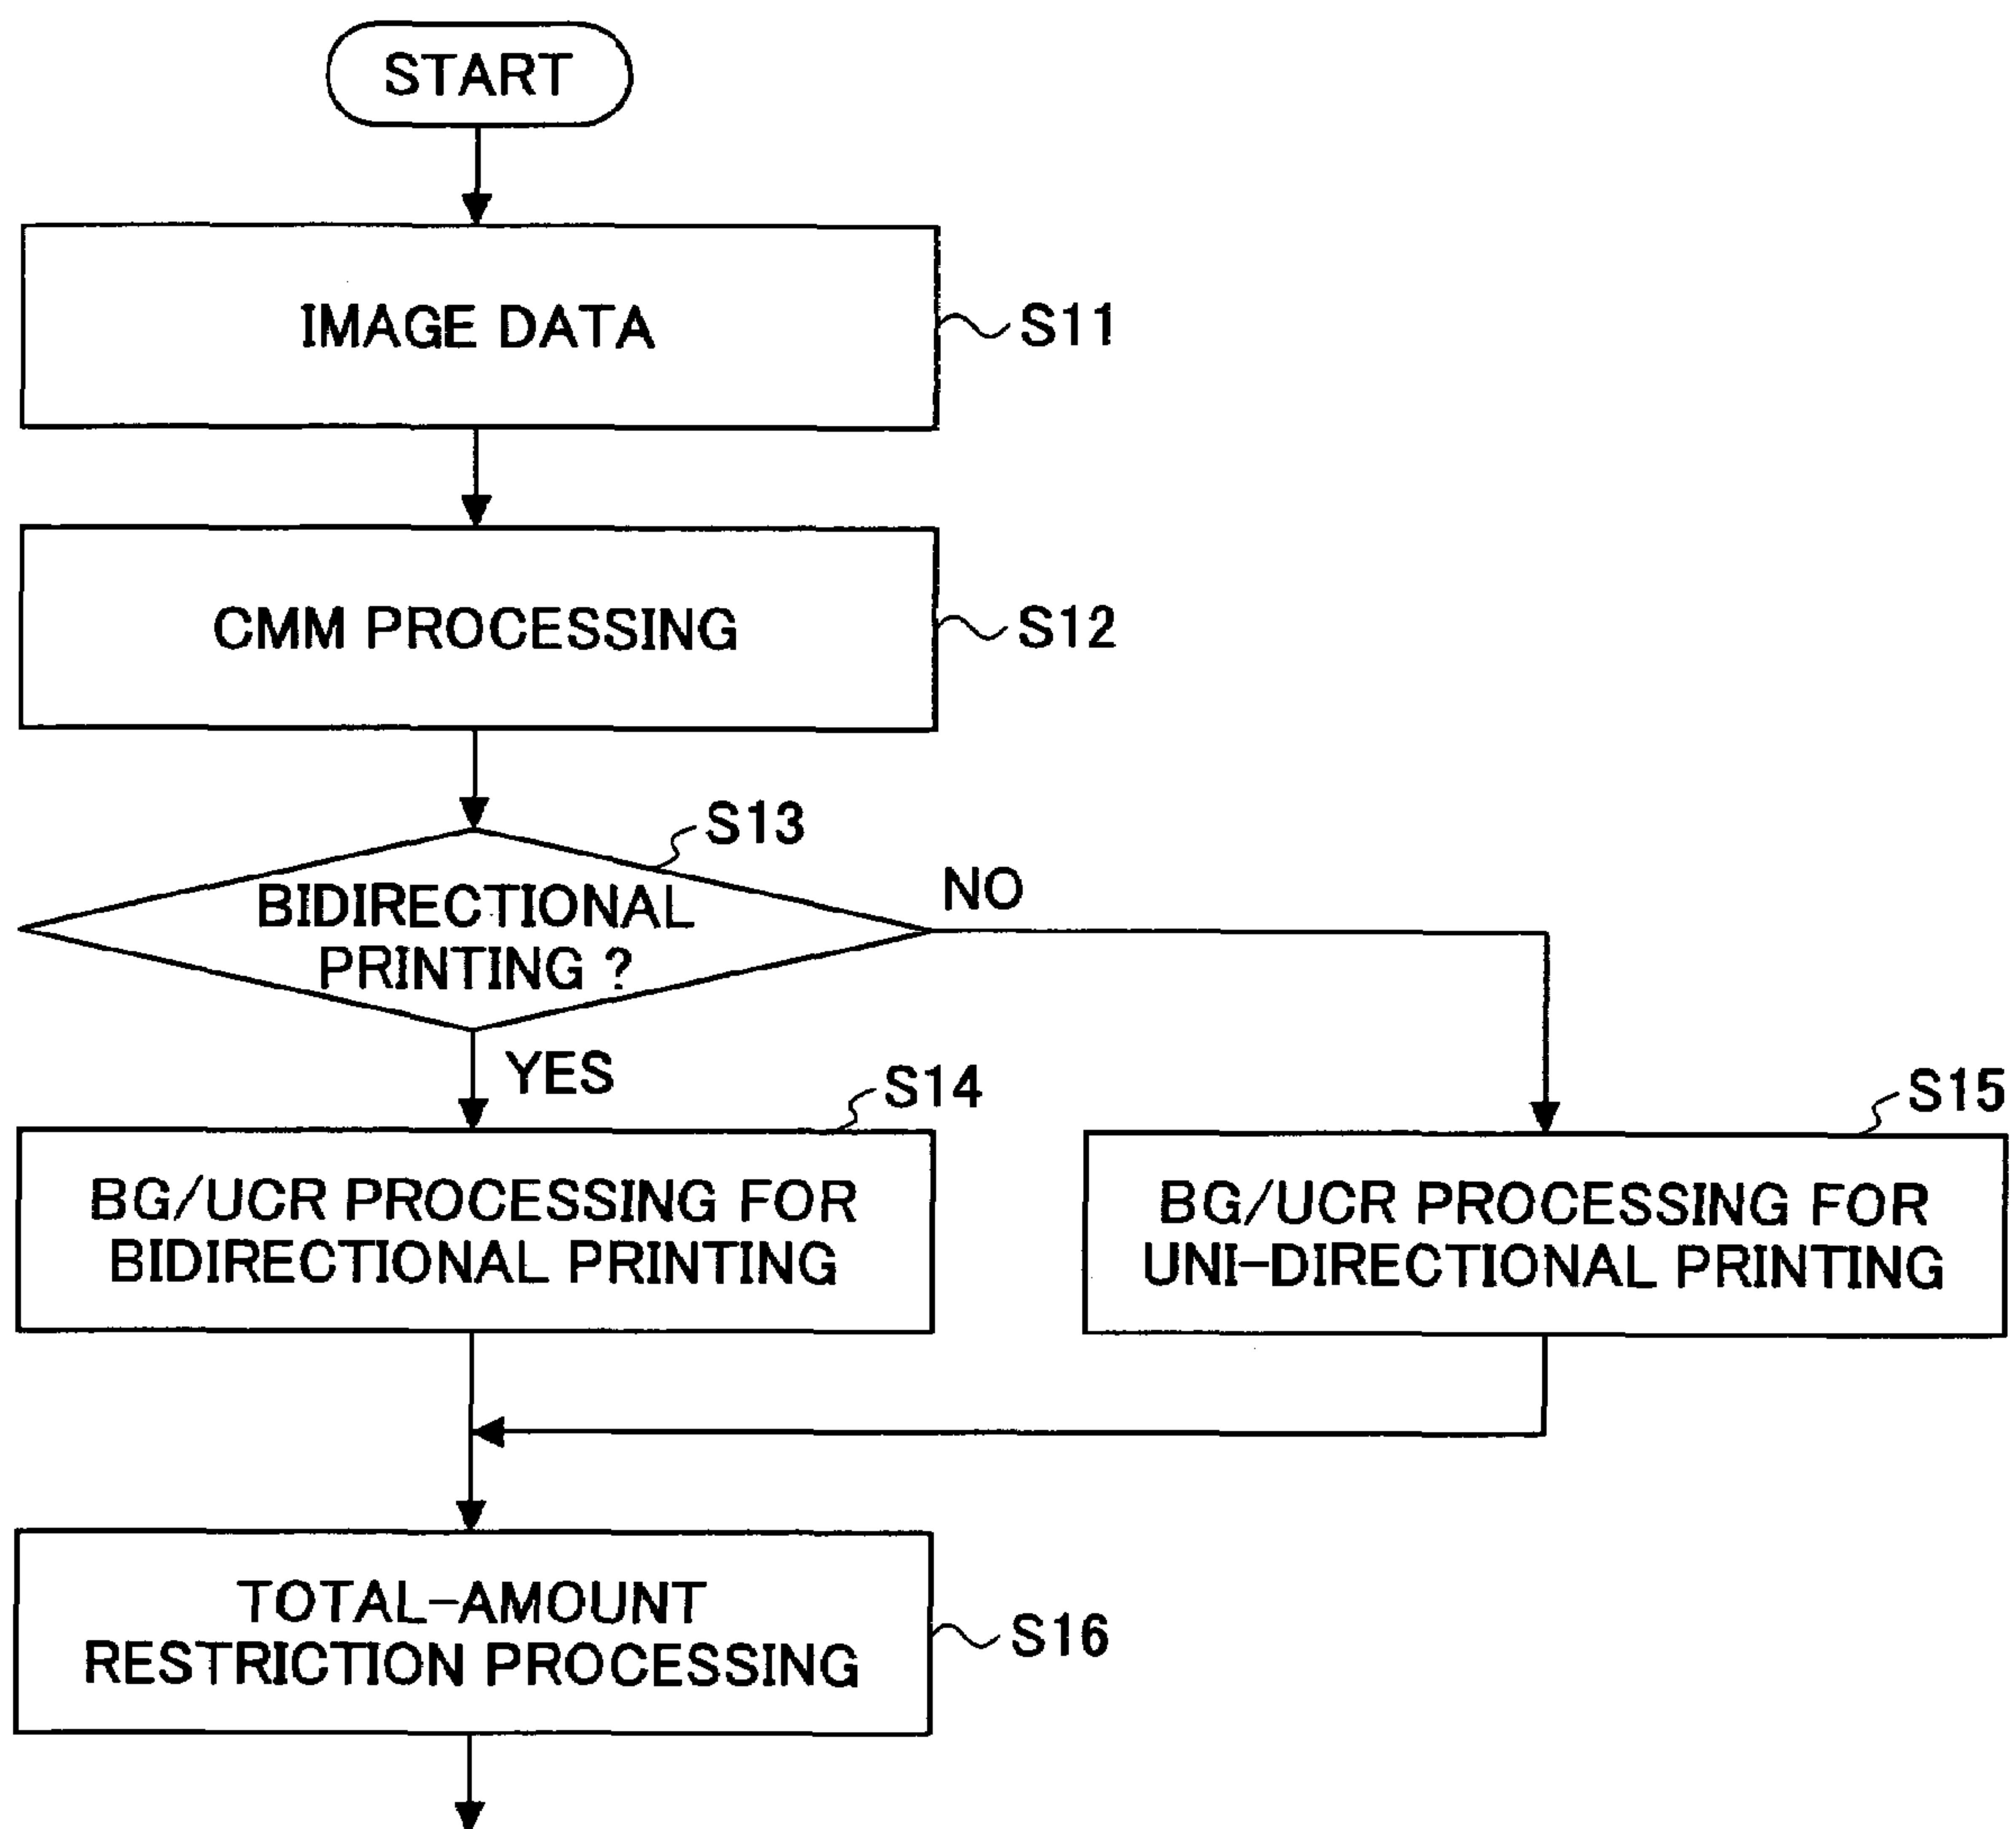 START
IMAGE DATA
S11
CMM PROCESSING
S12
S13
BIDIRECTIONAL
PRINTING ?
NO
YES
S14
BG/UCR PROCESSING FOR
BIDIRECTIONAL PRINTING
S15
BG/UCR PROCESSING FOR
UNI-DIRECTIONAL PRINTING
TOTAL-AMOUNT
RESTRICTION PROCESSING
S16